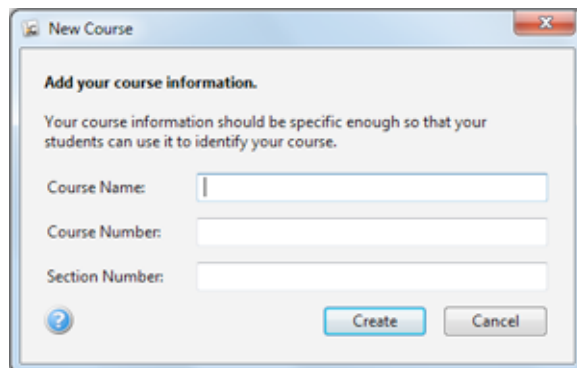 New Course
Add your course information.
Your course information should be specific enough so that your
students can use it to identify your course.
Course Name:
Course Number:
Section Number:
?
Create Cancel